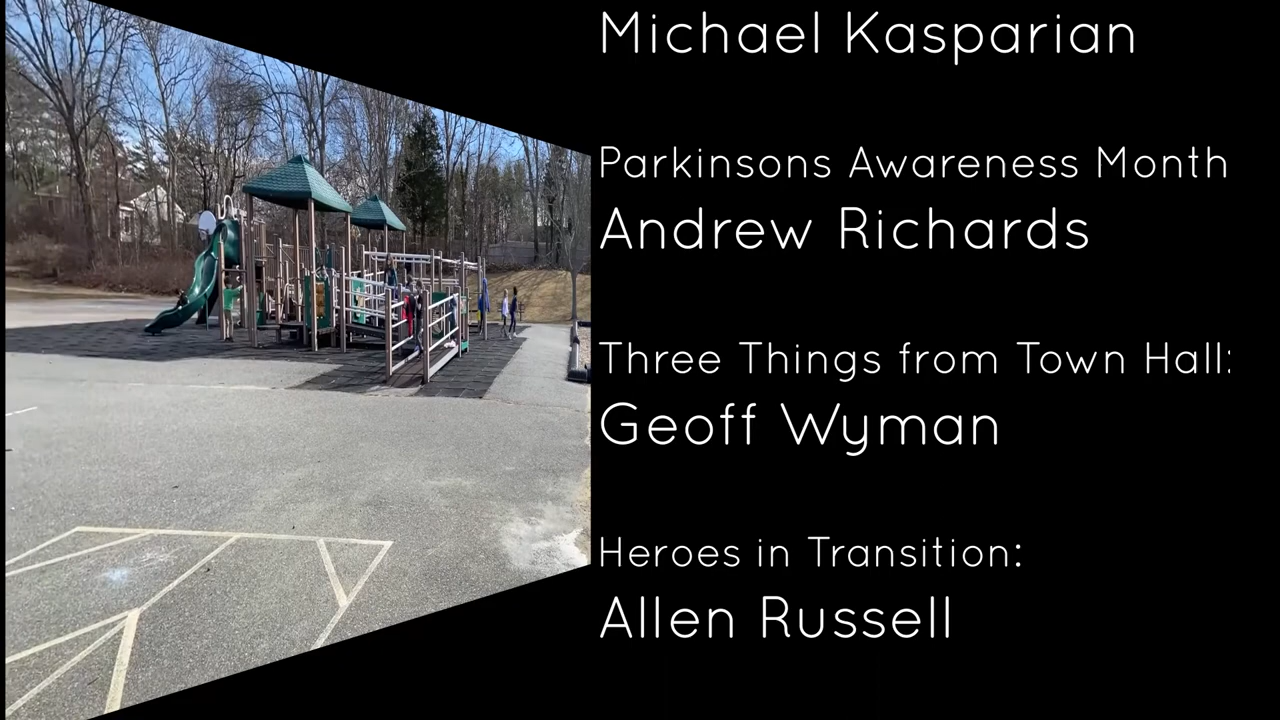 Michael Kasparian
Parkinsons Awareness Month
Andrew Richards
Three Things from Town Hall:
Geoff Wyman
Heroes in Transition:
Allen Russell